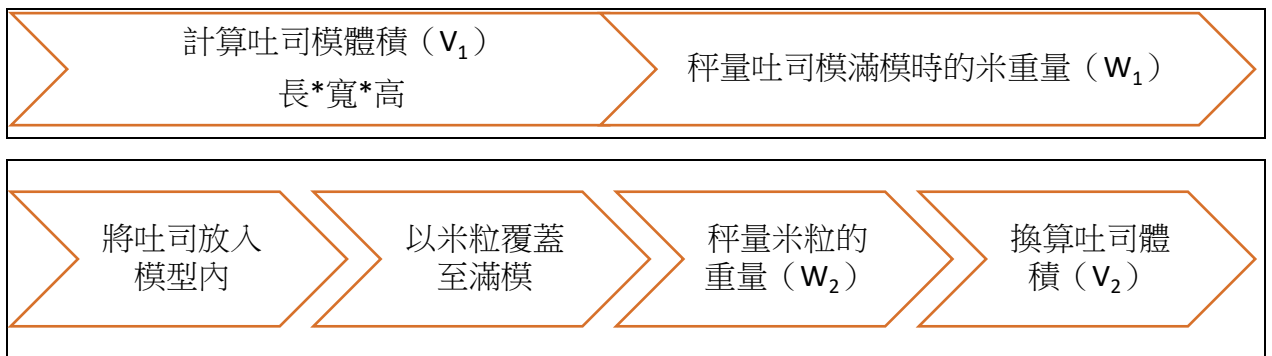 計算吐司模體積（V₁）
長*寬*高
秤量吐司模滿模時的米重量（W₁）
將吐司放入
模型內
以米粒覆蓋
至滿模
秤量米粒的
重量（W₂）
換算吐司體
積（V₂）